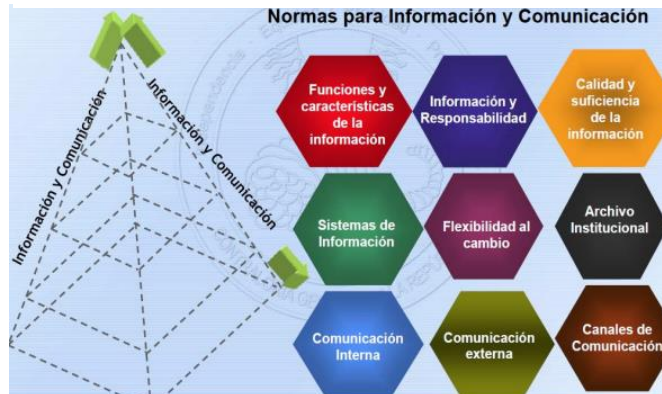 Normas para Información y Comunicación
Información y Comunicación
Información y Comunicación
Funciones y
características
de la
información
Información y
Responsabilidad
Calidad y
suficiencia
de la
información
Sistemas de
Información
Flexibilidad al
cambio
Archivo
Institucional
Comunicación
Interna
Comunicación
externa
Canales de
Comunicación